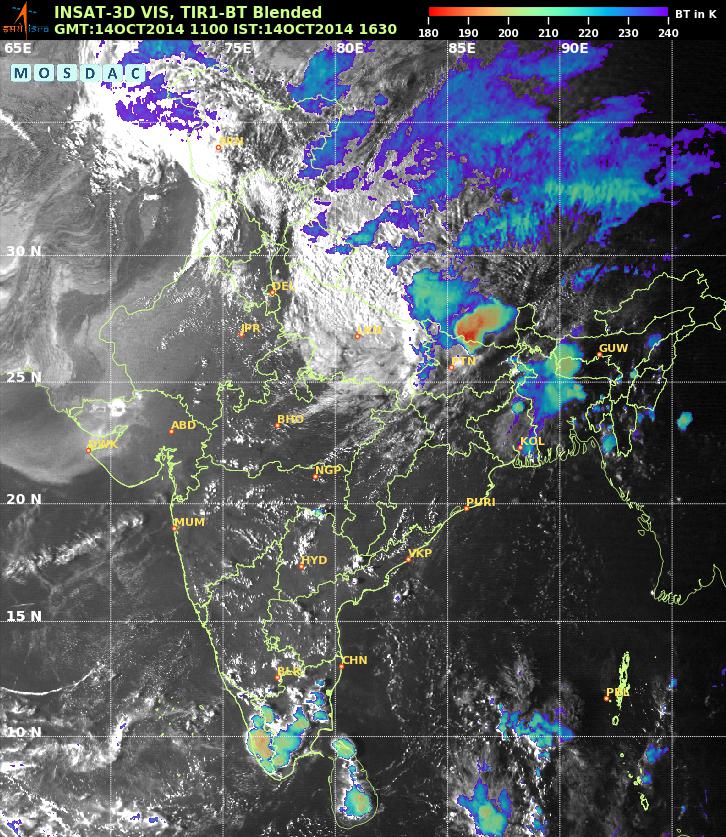 INSAT-3D VIS, TIR1-BT Blended
GMT:14OCT2014 1100 IST:14OCT2014 1630
BT in K
180 190 200 210 220 230 240
65E 75E 80E 85E 90E
MOSDAC
30 N
DEL
JPR
LKN
GUW
PTN
25 N
ABD
BHO
DWK
KOL
NGP
20 N
PURI
MUM
VKP
HYD
15 N
CHN
BLR
PBL
10 N